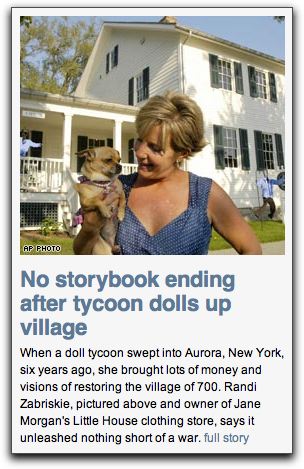 AP PHOTO
No storybook ending
after tycoon dolls up
village
When a doll tycoon swept into Aurora, New York,
six years ago, she brought lots of money and
visions of restoring the village of 700. Randi
Zabriskie, pictured above and owner of Jane
Morgan's Little House clothing store, says it
unleashed nothing short of a war. full story